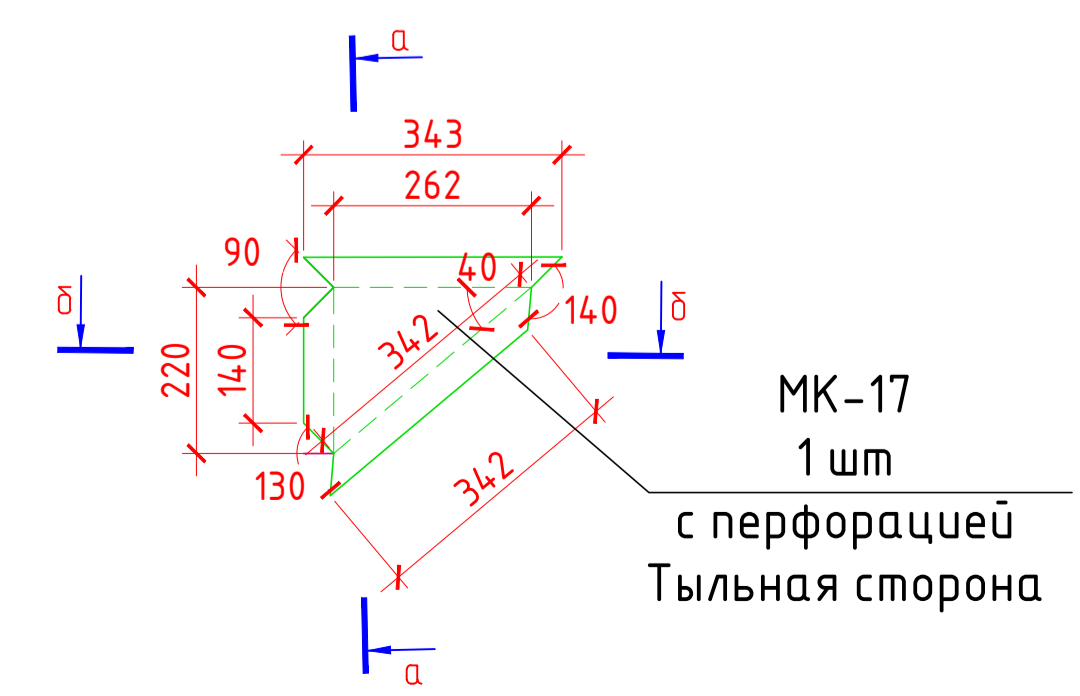 а
343
262
90
40
б
б
140
342
220
140
МК-17
1 шт
130
342
с перфорацией
Тыльная сторона
а